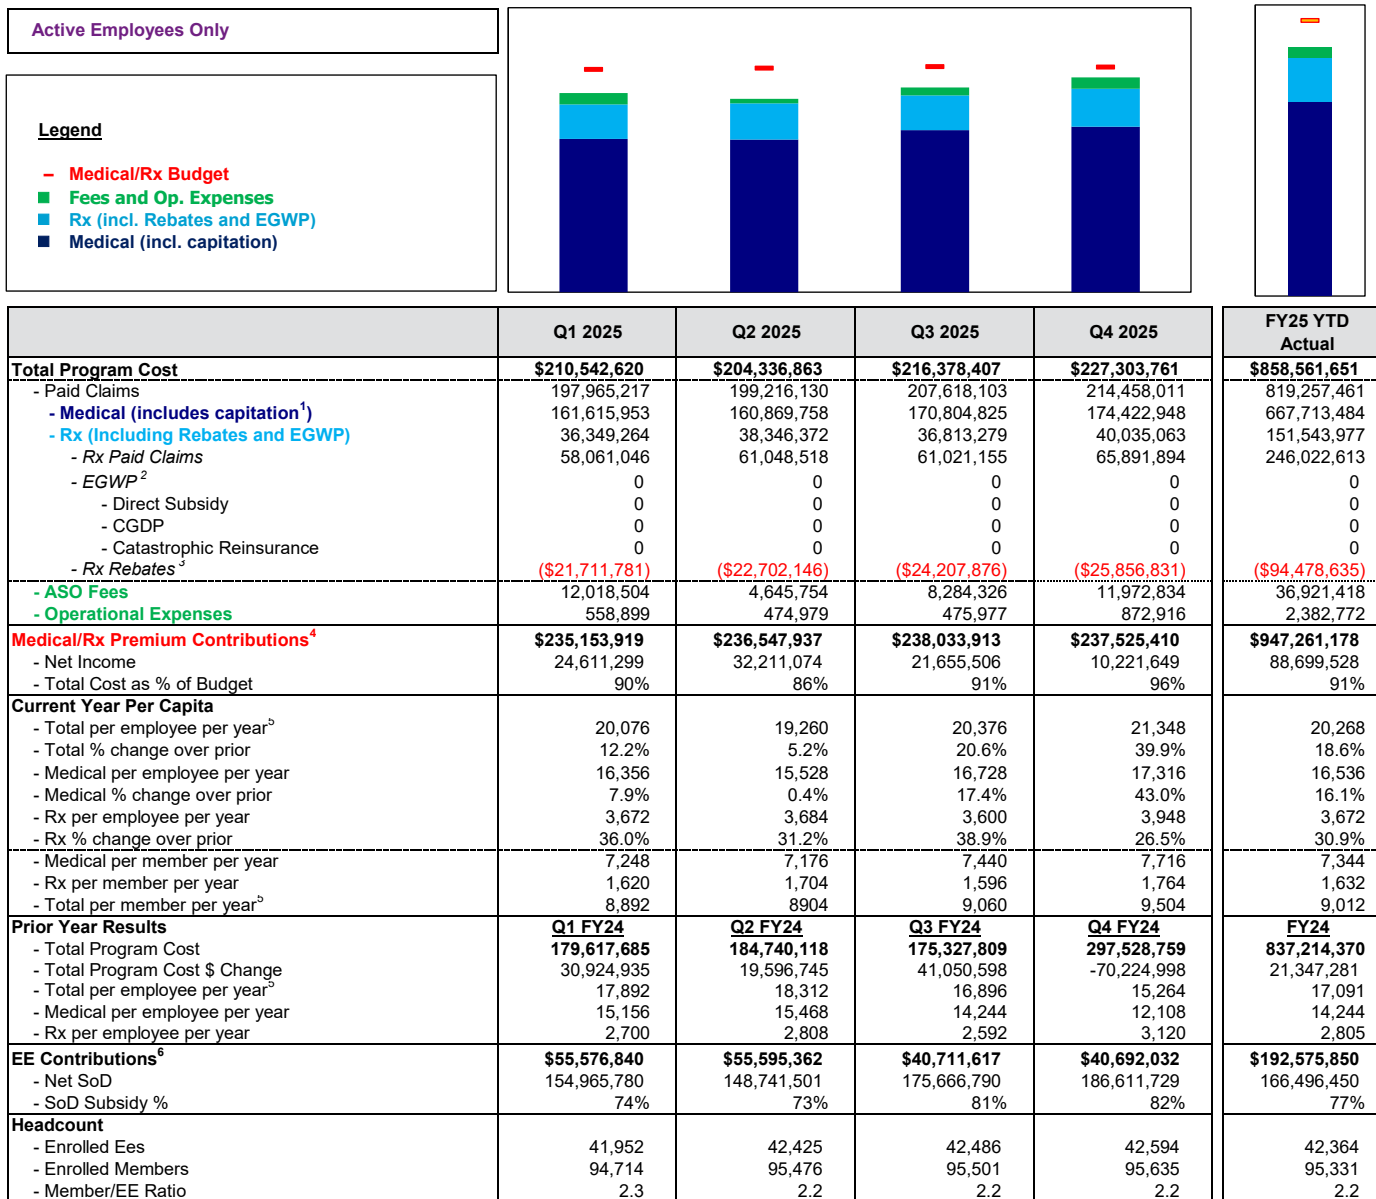 Active Employees Only
Legend
Medical/Rx Budget
Fees and Op. Expenses
Rx (incl. Rebates and EGWP)
Medical (incl. capitation)
Q1 2025 Q2 2025 Q3 2025 Q4 2025 FY25 YTD Actual
Total Program Cost $210,542,620 $204,336,863 $216,378,407 $227,303,761 $858,561,651
- Paid Claims 197,965,217 199,216,130 207,618,103 214,458,011 819,257,461
- Medical (includes capitation¹) 161,615,953 160,869,758 170,804,825 174,422,948 667,713,484
- Rx (Including Rebates and EGWP) 36,349,264 38,346,372 36,813,279 40,035,063 151,543,977
- Rx Paid Claims 58,061,046 61,048,518 61,021,155 65,891,894 246,022,613
- EGWP ² 0 0 0 0 0
- Direct Subsidy 0 0 0 0 0
- CGDP 0 0 0 0 0
- Catastrophic Reinsurance 0 0 0 0 0
- Rx Rebates ³ ($21,711,781) ($22,702,146) ($24,207,876) ($25,856,831) ($94,478,635)
- ASO Fees 12,018,504 4,645,754 8,284,326 11,972,834 36,921,418
- Operational Expenses 558,899 474,979 475,977 872,916 2,382,772
Medical/Rx Premium Contributions⁴ $235,153,919 $236,547,937 $238,033,913 $237,525,410 $947,261,178
- Net Income 24,611,299 32,211,074 21,655,506 10,221,649 88,699,528
- Total Cost as % of Budget 90% 86% 91% 96% 91%
Current Year Per Capita
- Total per employee per year⁵ 20,076 19,260 20,376 21,348 20,268
- Total % change over prior 12.2% 5.2% 20.6% 39.9% 18.6%
- Medical per employee per year 16,356 15,528 16,728 17,316 16,536
- Medical % change over prior 7.9% 0.4% 17.4% 43.0% 16.1%
- Rx per employee per year 3,672 3,684 3,600 3,948 3,672
- Rx % change over prior 36.0% 31.2% 38.9% 26.5% 30.9%
- Medical per member per year 7,248 7,176 7,440 7,716 7,344
- Rx per member per year 1,620 1,704 1,596 1,764 1,632
- Total per member per year⁵ 8,892 8904 9,060 9,504 9,012
Prior Year Results Q1 FY24 Q2 FY24 Q3 FY24 Q4 FY24 FY24
- Total Program Cost 179,617,685 184,740,118 175,327,809 297,528,759 837,214,370
- Total Program Cost $ Change 30,924,935 19,596,745 41,050,598 -70,224,998 21,347,281
- Total per employee per year⁵ 17,892 18,312 16,896 15,264 17,091
- Medical per employee per year 15,156 15,468 14,244 12,108 14,244
- Rx per employee per year 2,700 2,808 2,592 3,120 2,805
EE Contributions⁶ $55,576,840 $55,595,362 $40,711,617 $40,692,032 $192,575,850
- Net SoD 154,965,780 148,741,501 175,666,790 186,611,729 166,496,450
- SoD Subsidy % 74% 73% 81% 82% 77%
Headcount
- Enrolled Ees 41,952 42,425 42,486 42,594 42,364
- Enrolled Members 94,714 95,476 95,501 95,635 95,331
- Member/EE Ratio 2.3 2.2 2.2 2.2 2.2